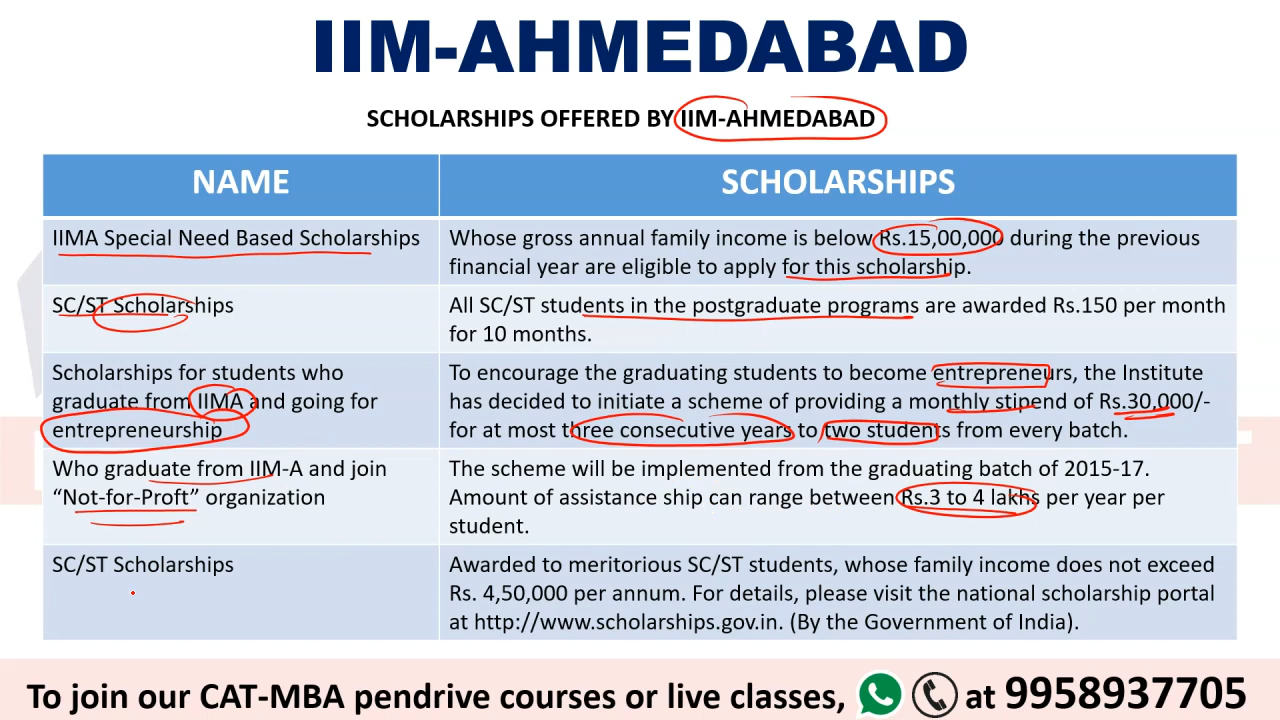 IIM-AHMEDABAD
SCHOLARSHIPS OFFERED BY IIM-AHMEDABAD
NAME
SCHOLARSHIPS
IIMA Special Need Based Scholarships
Whose gross annual family income is below Rs.15,00,000 during the previous
financial year are eligible to apply for this scholarship.
SC/ST Scholarships
All SC/ST students in the postgraduate programs are awarded Rs.150 per month
for 10 months.
Scholarships for students who
graduate from IIMA and going for
entrepreneurship
To encourage the graduating students to become entrepreneurs, the Institute
has decided to initiate a scheme of providing a monthly stipend of Rs.30,000/-
for at most three consecutive years to two students from every batch.
Who graduate from IIM-A and join
“Not-for-Proft” organization
The scheme will be implemented from the graduating batch of 2015-17.
Amount of assistance ship can range between Rs.3 to 4 lakhs per year per
student.
SC/ST Scholarships
Awarded to meritorious SC/ST students, whose family income does not exceed
Rs. 4,50,000 per annum. For details, please visit the national scholarship portal
at http://www.scholarships.gov.in. (By the Government of India).
To join our CAT-MBA pendrive courses or live classes, at 9958937705